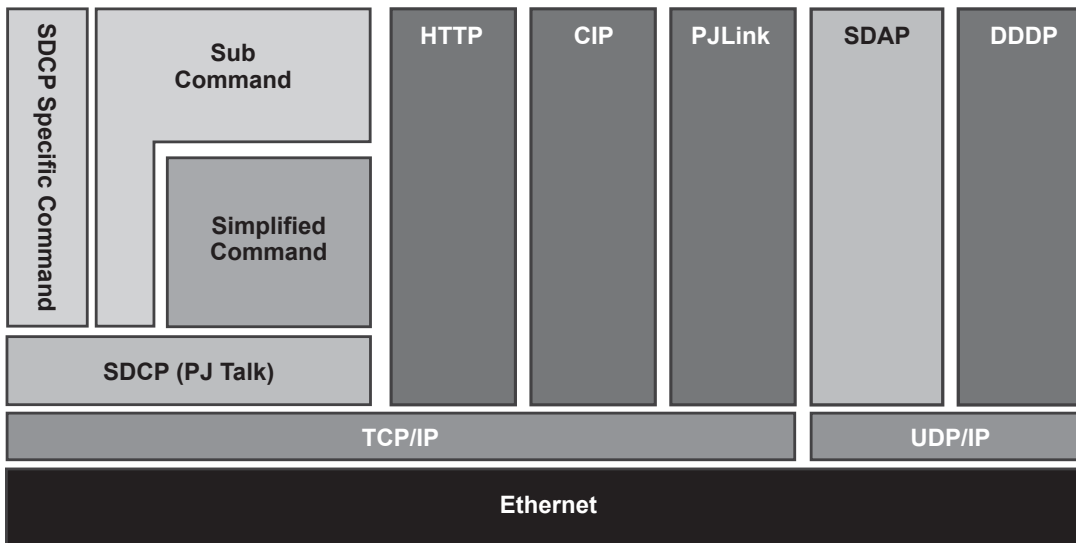 SDCP Specific Command
Sub
Command
Simplified
Command
SDCP (PJ Talk)
HTTP
CIP
PJLink
SDAP
DDDP
TCP/IP
UDP/IP
Ethernet